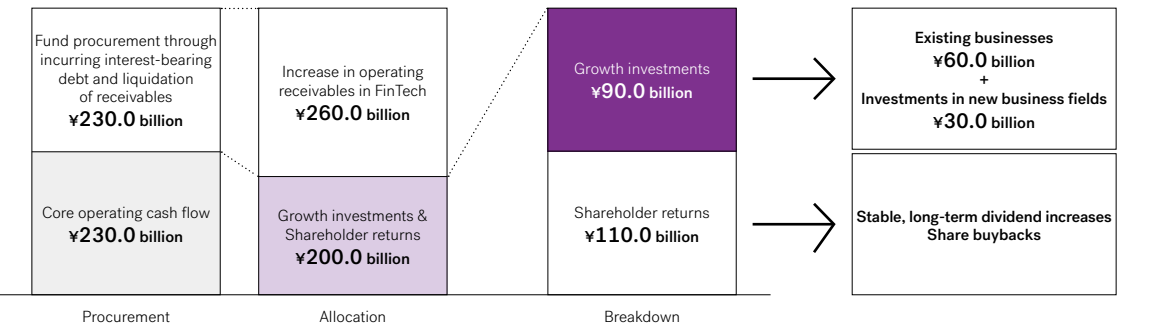 Fund procurement through
incurring interest-bearing
debt and liquidation
of receivables
¥230.0 billion
Core operating cash flow
¥230.0 billion
Procurement
Increase in operating
receivables in FinTech
¥260.0 billion
Growth investments &
Shareholder returns
¥200.0 billion
Allocation
Growth investments
¥90.0 billion
Shareholder returns
¥110.0 billion
Breakdown
Existing businesses
¥60.0 billion
+
Investments in new business fields
¥30.0 billion
Stable, long-term dividend increases
Share buybacks